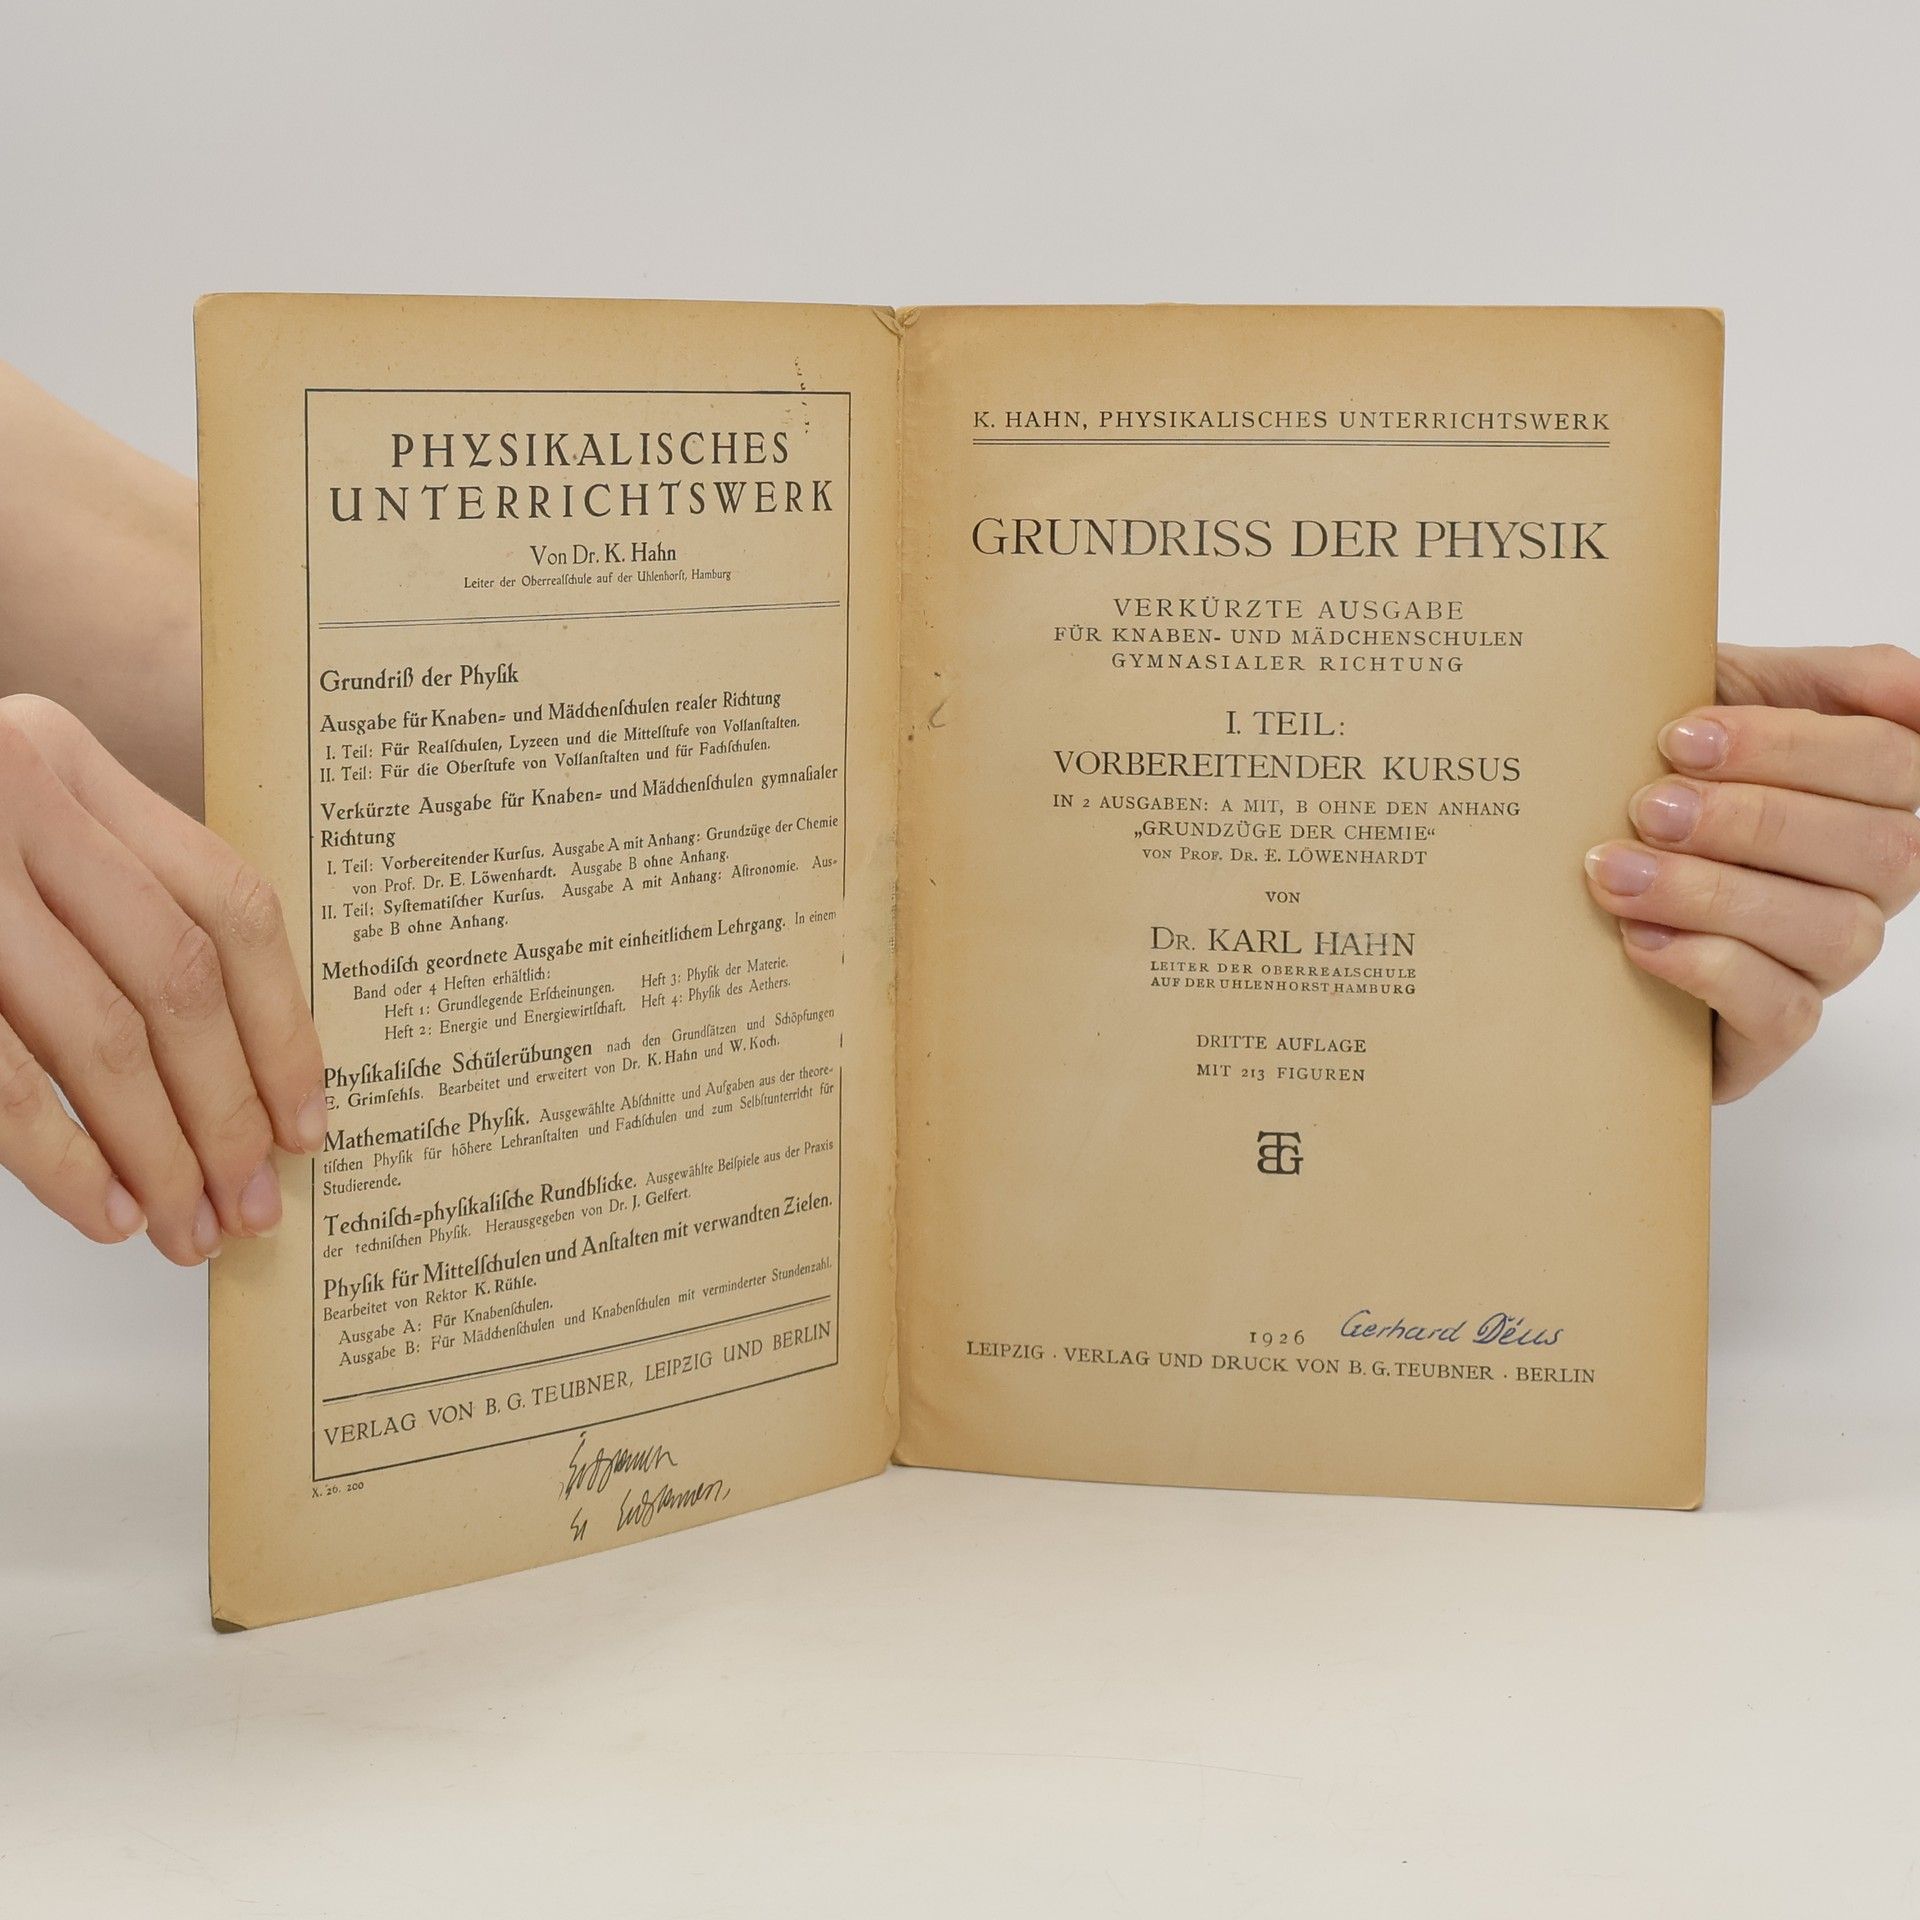 PHYSIKALISCHES
UNTERRICHTSWERK
Von Dr. K. Hahn
Leiter der Oberrealſchule auf der Uhlenhorſt, Hamburg
Grundriß der Phyſik
Ausgabe für Knaben= und Mädchenſchulen realer Richtung
I. Teil: Für Realſchulen, Lyzeen und die Mittelſtufe von Vollanſtalten.
II. Teil: Für die Oberſtufe von Vollanſtalten und für Fachſchulen.
Verkürzte Ausgabe für Knaben= und Mädchenſchulen gymnaſialer
Richtung
I. Teil: Vorbereitender Kurſus. Ausgabe A mit Anhang: Grundzüge der Chemie
von Prof. Dr. E. Löwenhardt. Ausgabe B ohne Anhang.
II. Teil: Syſtematiſcher Kurſus. Ausgabe A mit Anhang: Aſtronomie. Aus=
gabe B ohne Anhang.
Methodiſch geordnete Ausgabe mit einheitlichem Lehrgang. In einem
Band oder 4 Heften erhältlich:
Heft 1: Grundlegende Erſcheinungen. Heft 3: Phyſik der Materie.
Heft 2: Energie und Energiewirtſchaft. Heft 4: Phyſik des Aethers.
Phyſikaliſche Schülerübungen nach den Grundſätzen und Schöpfungen
E. Grimſehls. Bearbeitet und erweitert von Dr. K. Hahn und W. Koch.
Mathematiſche Phyſik. Ausgewählte Abſchnitte und Aufgaben aus der theore=
tiſchen Phyſik für höhere Lehranſtalten und Fachſchulen und zum Selbſtunterricht für
Studierende.
Techniſch=phyſikaliſche Rundblicke. Ausgewählte Beiſpiele aus der Praxis
der techniſchen Phyſik. Herausgegeben von Dr. J. Gelfert.
Phyſik für Mittelſchulen und Anſtalten mit verwandten Zielen.
Bearbeitet von Rektor K. Rühle.
Ausgabe A: Für Knabenſchulen.
Ausgabe B: Für Mädchenſchulen und Knabenſchulen mit verminderter Stundenzahl.
VERLAG VON B. G. TEUBNER, LEIPZIG UND BERLIN
X. 26. 200
K. HAHN, PHYSIKALISCHES UNTERRICHTSWERK
GRUNDRISS DER PHYSIK
VERKÜRZTE AUSGABE
FÜR KNABEN- UND MÄDCHENSCHULEN
GYMNASIALER RICHTUNG
I. TEIL:
VORBEREITENDER KURSUS
IN 2 AUSGABEN: A MIT, B OHNE DEN ANHANG
„GRUNDZÜGE DER CHEMIE“
VON PROF. DR. E. LÖWENHARDT
VON
DR. KARL HAHN
LEITER DER OBERREALSCHULE
AUF DER UHLENHORST HAMBURG
DRITTE AUFLAGE
MIT 213 FIGUREN
BGT
1926 Gerhard Déus
LEIPZIG · VERLAG UND DRUCK VON B. G. TEUBNER · BERLIN